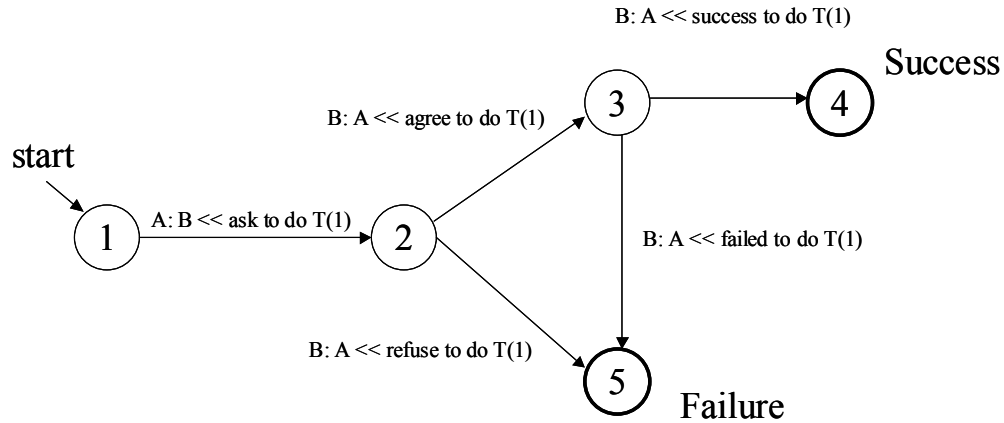 B: A << success to do T(1)
Success
3
4
B: A << agree to do T(1)
start
A: B << ask to do T(1)
1
2
B: A << failed to do T(1)
B: A << refuse to do T(1)
5
Failure